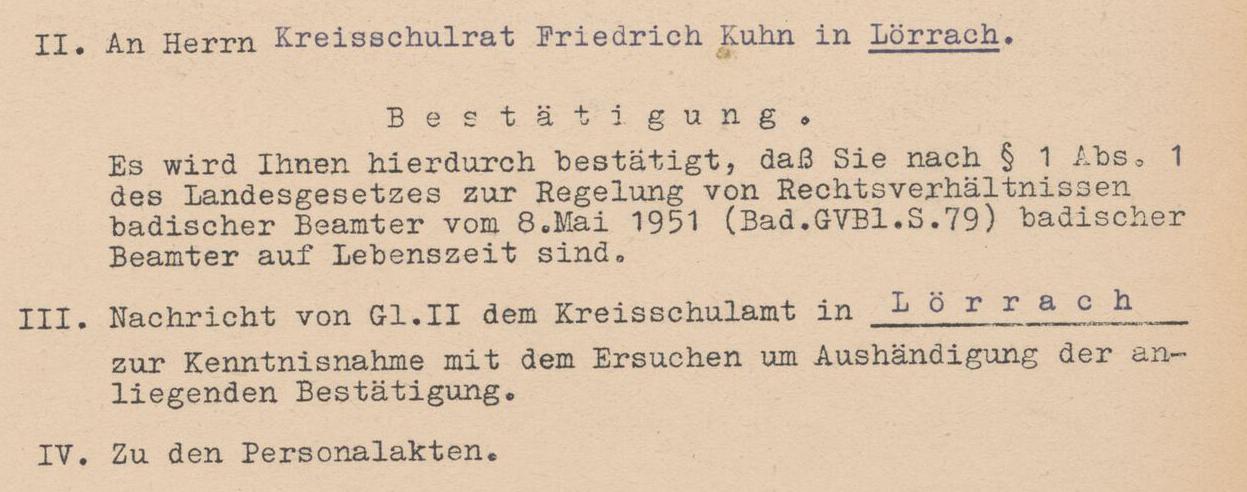 II. An Herrn Kreisschulrat Friedrich Kuhn in Lörrach.
B e s t ä t i g u n g .
Es wird Ihnen hierdurch bestätigt, daß Sie nach § 1 Abs. 1
des Landesgesetzes zur Regelung von Rechtsverhältnissen
badischer Beamter vom 8.Mai 1951 (Bad.GVBl.S.79) badischer
Beamter auf Lebenszeit sind.
III. Nachricht von Gl.II dem Kreisschulamt in L ö r r a c h
zur Kenntnisnahme mit dem Ersuchen um Aushändigung der an-
liegenden Bestätigung.
IV. Zu den Personalakten.